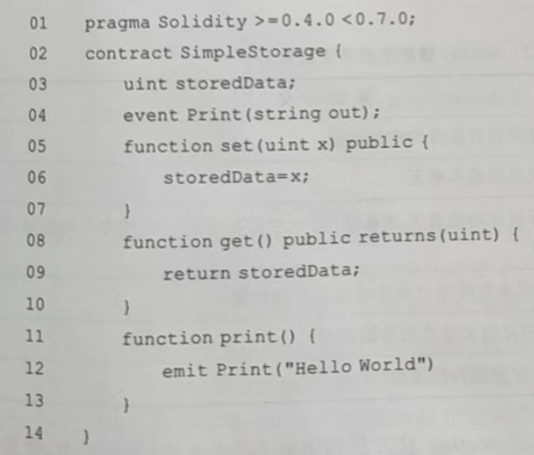 01 pragma Solidity >=0.4.0 <0.7.0;
02 contract SimpleStorage {
03 uint storedData;
04 event Print(string out);
05 function set(uint x) public {
06 storedData=x;
07 }
08 function get() public returns(uint) {
09 return storedData;
10 }
11 function print() {
12 emit Print("Hello World")
13 }
14 }